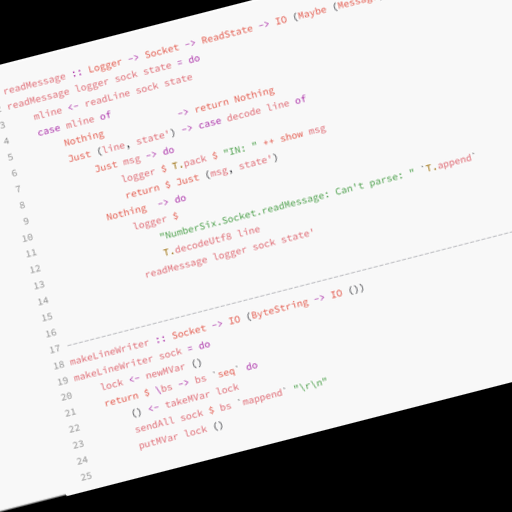 readMessage :: Logger -> Socket -> ReadState -> IO (Maybe
readMessage logger sock state = do
3 mline <- readLine sock state
4 case mline of
5 Nothing -> return Nothing
6 Just (line, state') -> case decode line of
7 Just msg -> do
8 logger $ T.pack $ "IN: " ++ show msg
9 return $ Just (msg, state')
10 Nothing -> do
11 logger $
12 "NumberSix.Socket.readMessage: Can't parse: " `T.append`
13 T.decodeUtf8 line
14 readMessage logger sock state'
15
16
17 --------------------------------------------------------------------------------
18 makeLineWriter :: Socket -> IO (ByteString -> IO ())
19 makeLineWriter sock = do
20 lock <- newMVar ()
21 return $ \bs -> bs `seq` do
22 () <- takeMVar lock
23 sendAll sock $ bs `mappend` "\r\n"
24 putMVar lock ()
25